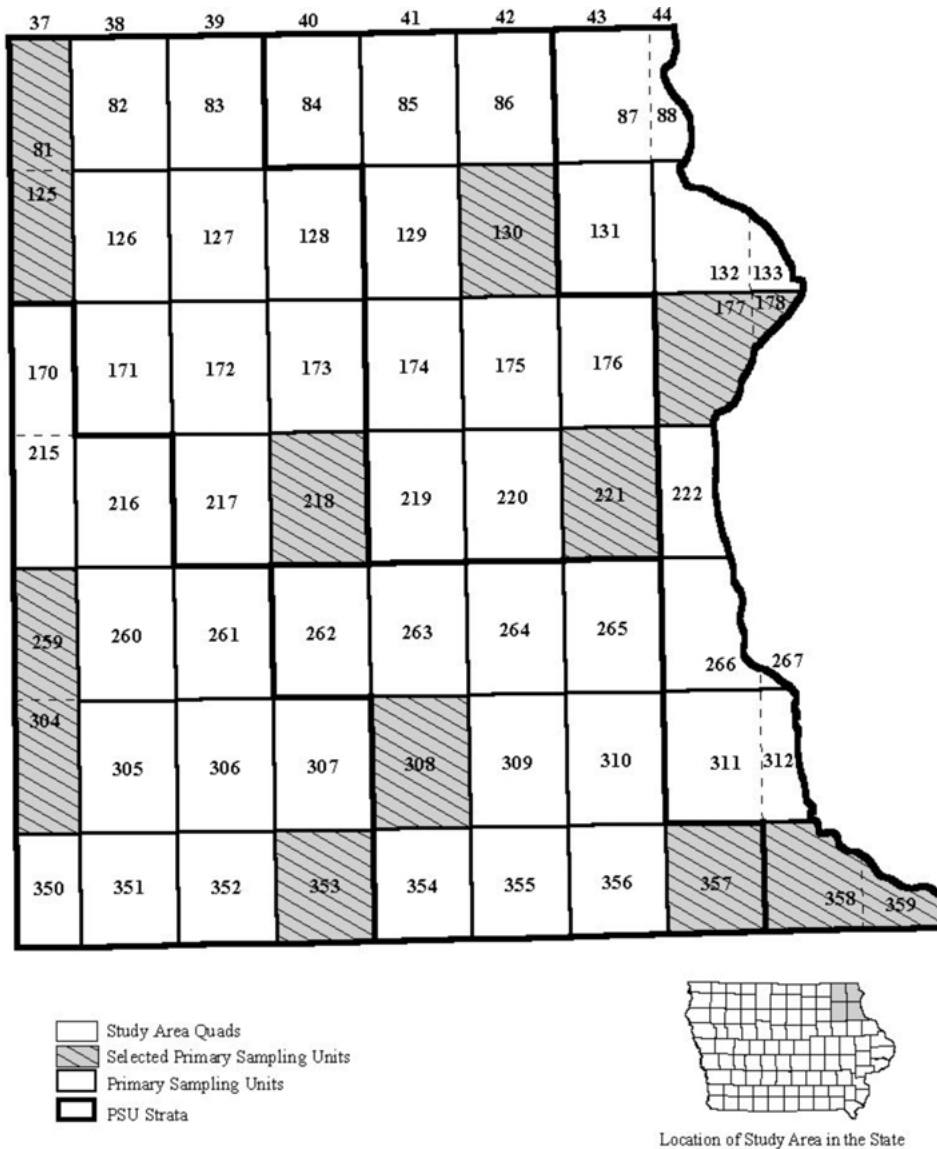 37 38 39 40 41 42 43 44
82 83 84 85 86 87 88
81
125
126 127 128 129 130 131
132 133
177 178
170 171 172 173 174 175 176
215
216 217 218 219 220 221 222
259 260 261 262 263 264 265
266 267
304
305 306 307 308 309 310 311 312
350 351 352 353 354 355 356 357
358 359
Study Area Quads
Selected Primary Sampling Units
Primary Sampling Units
PSU Strata
Location of Study Area in the State